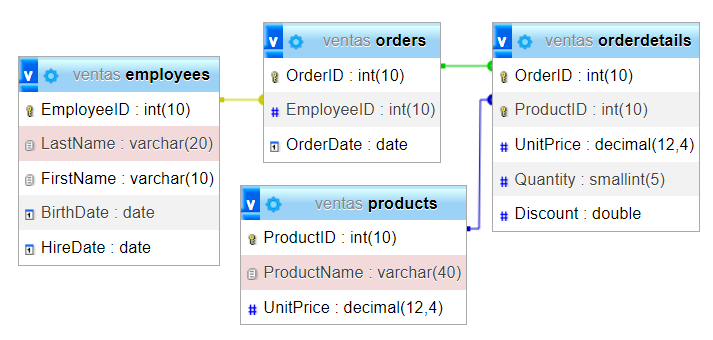 ventas employees
EmployeeID : int(10)
LastName : varchar(20)
FirstName : varchar(10)
BirthDate : date
HireDate : date
ventas orders
OrderID : int(10)
EmployeeID : int(10)
OrderDate : date
ventas products
ProductID : int(10)
ProductName : varchar(40)
UnitPrice : decimal(12,4)
ventas orderdetails
OrderID : int(10)
ProductID : int(10)
UnitPrice : decimal(12,4)
Quantity : smallint(5)
Discount : double